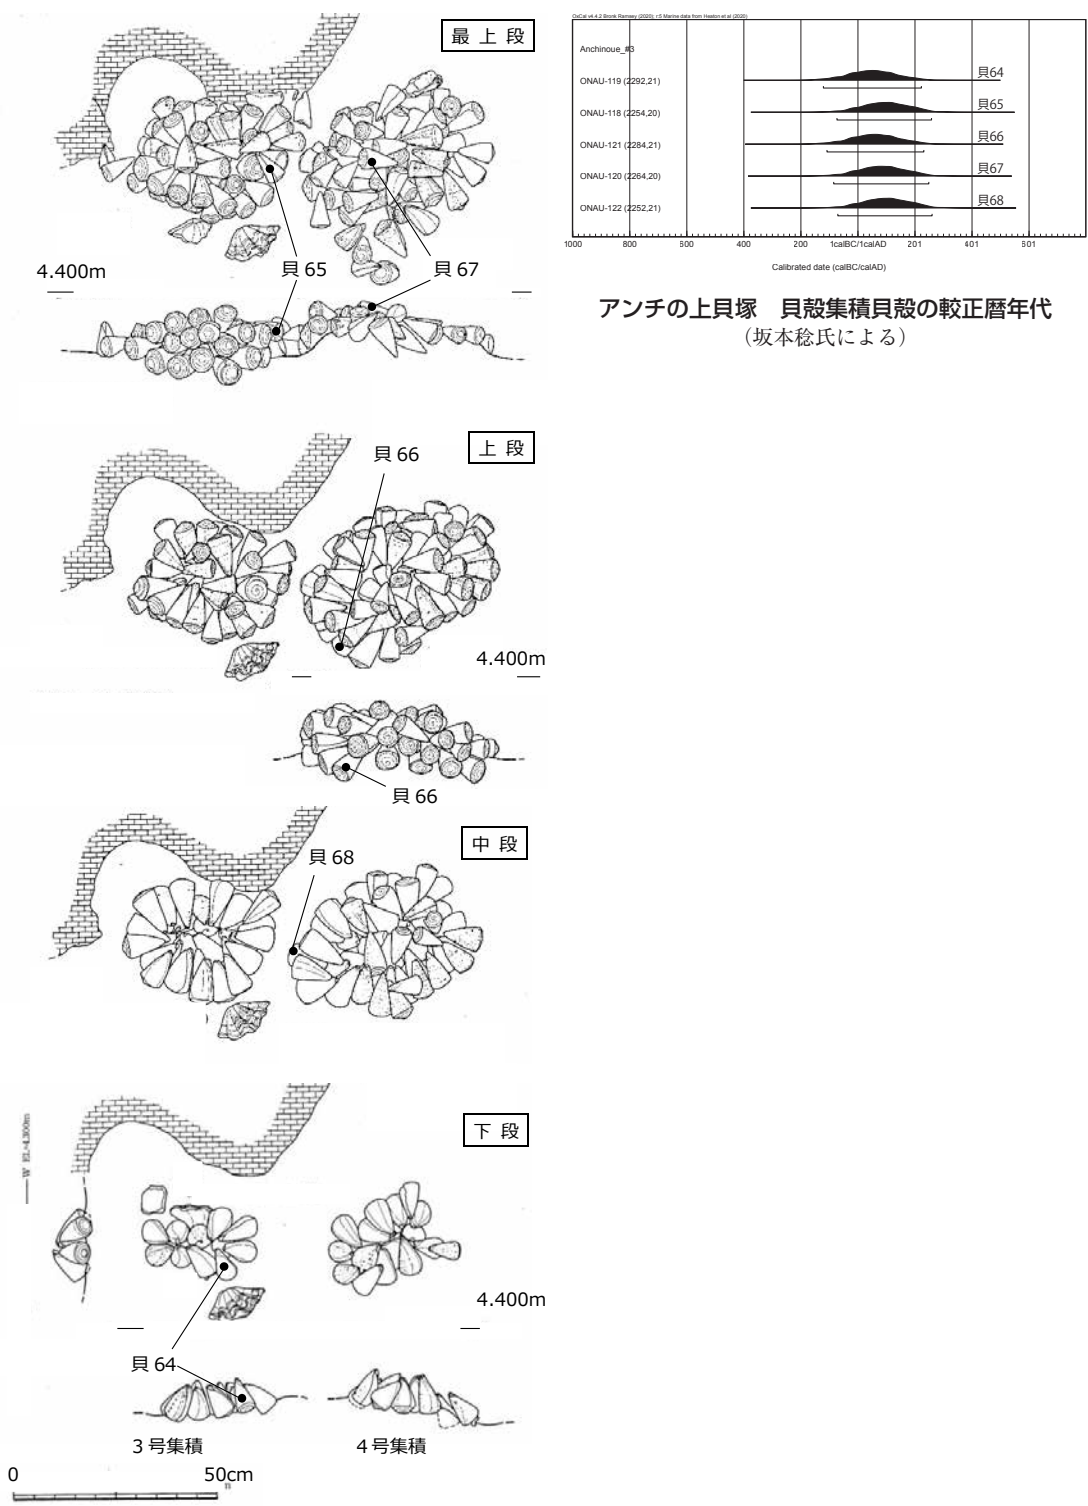 最上段
4.400m
貝 65
貝 67
上段
貝 66
4.400m
貝 66
中段
貝 68
下段
W EL=4.300m
4.400m
貝 64
3号集積
4号集積
0 50cm
OxCal v4.4.2 Bronk Ramsey (2020); r:5 Marine data from Heaton et al (2020)
Anchinoue_#3
ONAU-119 (2292,21) 貝64
ONAU-118 (2254,20) 貝65
ONAU-121 (2284,21) 貝66
ONAU-120 (2264,20) 貝67
ONAU-122 (2252,21) 貝68
1000 800 500 400 200 1calBC/1calAD 201 401 501
Calibrated date (calBC/calAD)
アンチの上貝塚 貝殻集積貝殻の較正暦年代
(坂本稔氏による)